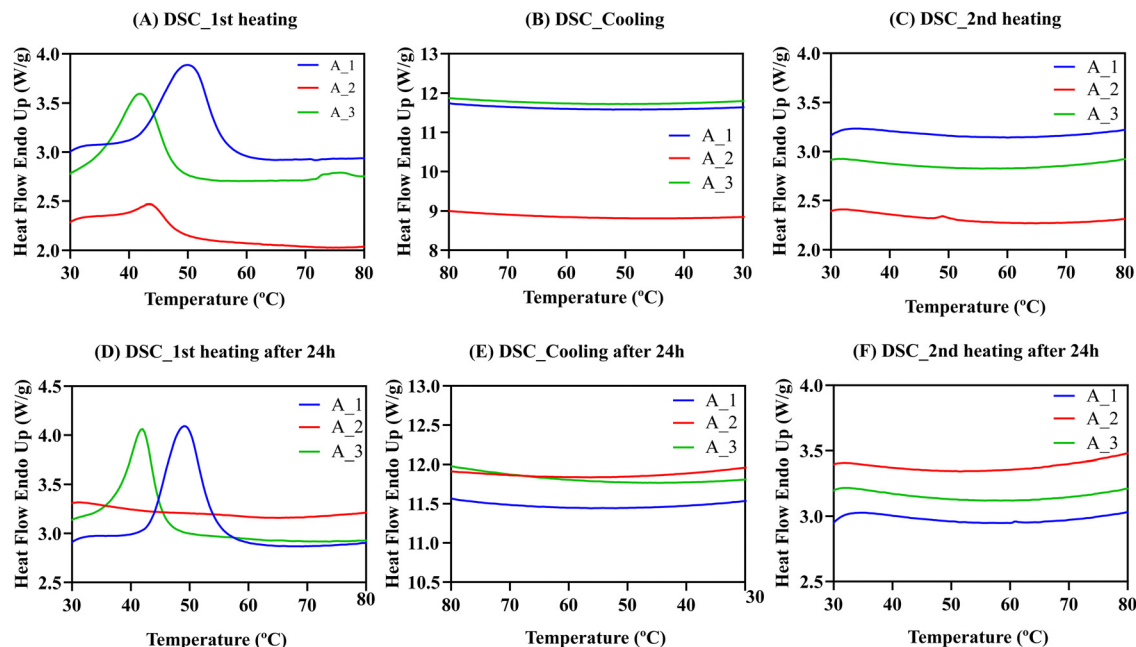 (A) DSC_1st heating
Heat Flow Endo Up (W/g)
4.0
3.5
3.0
2.5
2.0
30 40 50 60 70 80
Temperature (ºC)
A_1
A_2
A_3
(B) DSC_Cooling
Heat Flow Endo Up (W/g)
13
12
11
10
9
8
80 70 60 50 40 30
Temperature (ºC)
A_1
A_2
A_3
(C) DSC_2nd heating
Heat Flow Endo Up (W/g)
4.0
3.5
3.0
2.5
2.0
30 40 50 60 70 80
Temperature (ºC)
A_1
A_2
A_3
(D) DSC_1st heating after 24h
Heat Flow Endo Up (W/g)
4.5
4.0
3.5
3.0
2.5
30 40 50 60 70 80
Temperature (ºC)
A_1
A_2
A_3
(E) DSC_Cooling after 24h
Heat Flow Endo Up (W/g)
13.0
12.5
12.0
11.5
11.0
10.5
80 70 60 50 40 30
Temperature (ºC)
A_1
A_2
A_3
(F) DSC_2nd heating after 24h
Heat Flow Endo Up (W/g)
4.0
3.5
3.0
2.5
30 40 50 60 70 80
Temperature (ºC)
A_1
A_2
A_3